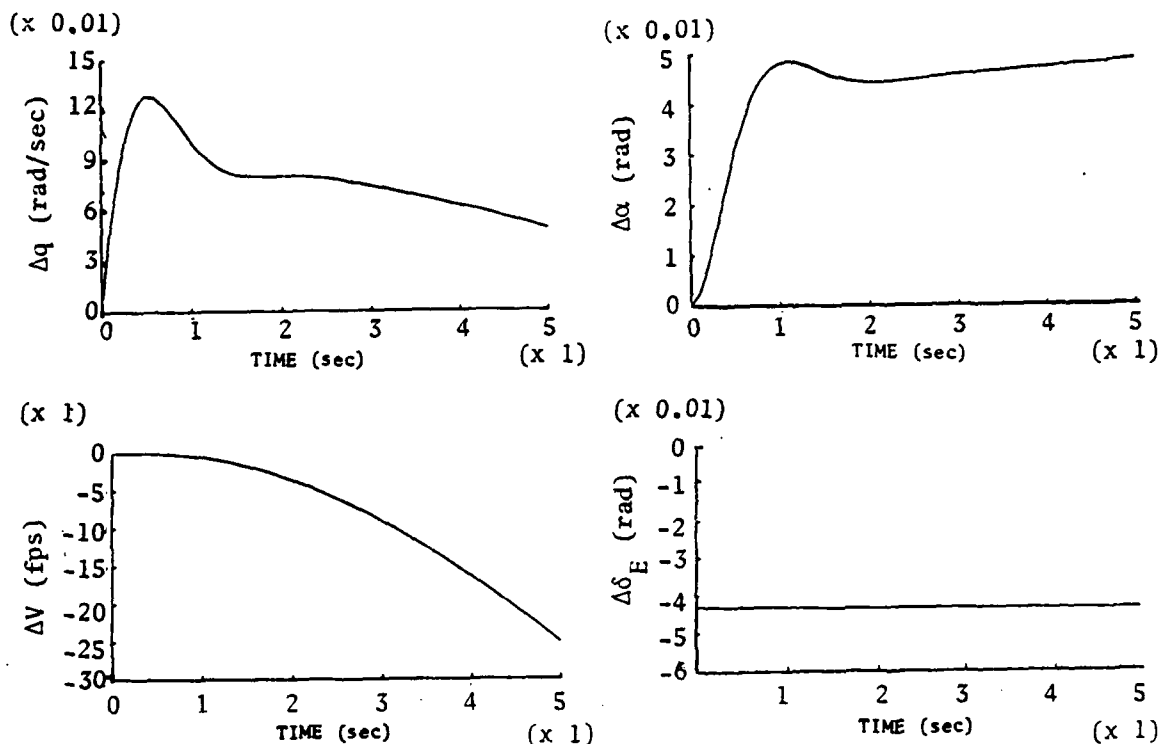 (x 0.01)
Δq (rad/sec)
15
12
9
6
3
0
0 1 2 3 4 5
TIME (sec)
(x 1)
(x 0.01)
Δα (rad)
5
4
3
2
1
0
0 1 2 3 4 5
TIME (sec)
(x 1)
(x 1)
ΔV (fps)
0
-5
-10
-15
-20
-25
-30
0 1 2 3 4 5
TIME (sec)
(x 1)
(x 0.01)
Δδ_E (rad)
0
-1
-2
-3
-4
-5
-6
1 2 3 4 5
TIME (sec)
(x 1)